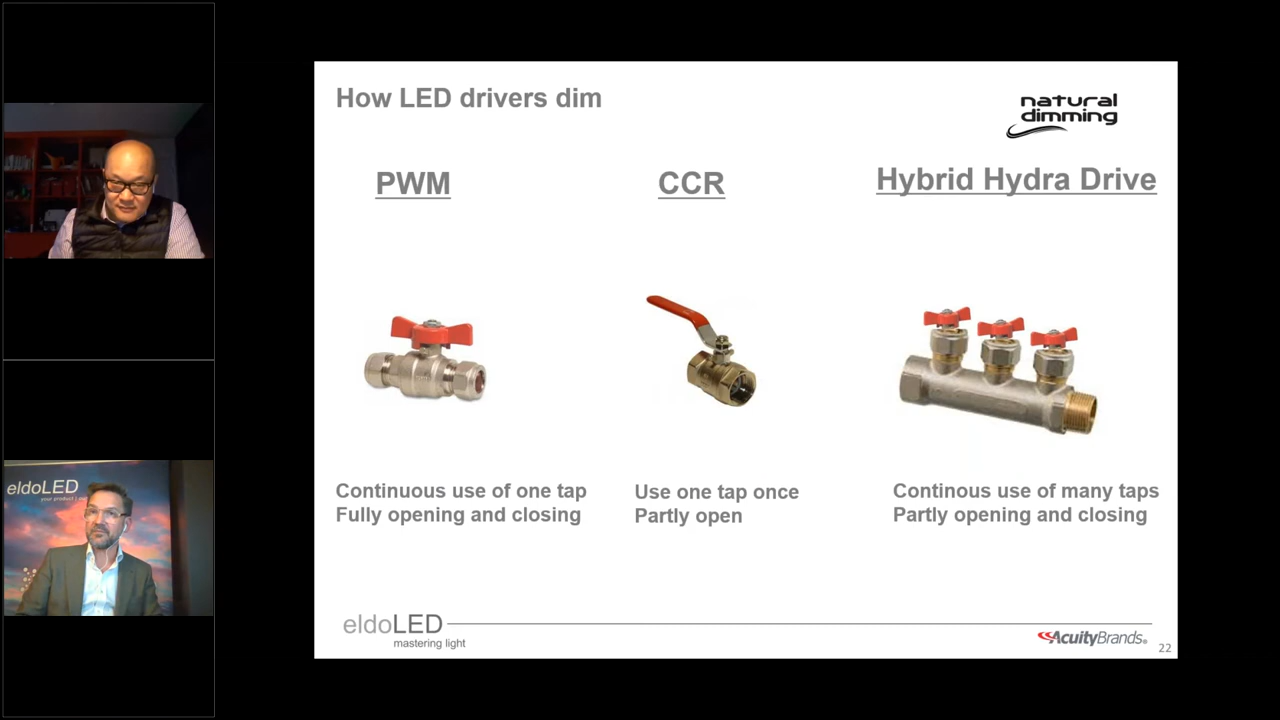 How LED drivers dim
natural
dimming
PWM
CCR
Hybrid Hydra Drive
Continuous use of one tap
Fully opening and closing
Use one tap once
Partly open
Continous use of many taps
Partly opening and closing
eldoLED
mastering light
AcuityBrands.
22
eldoLED